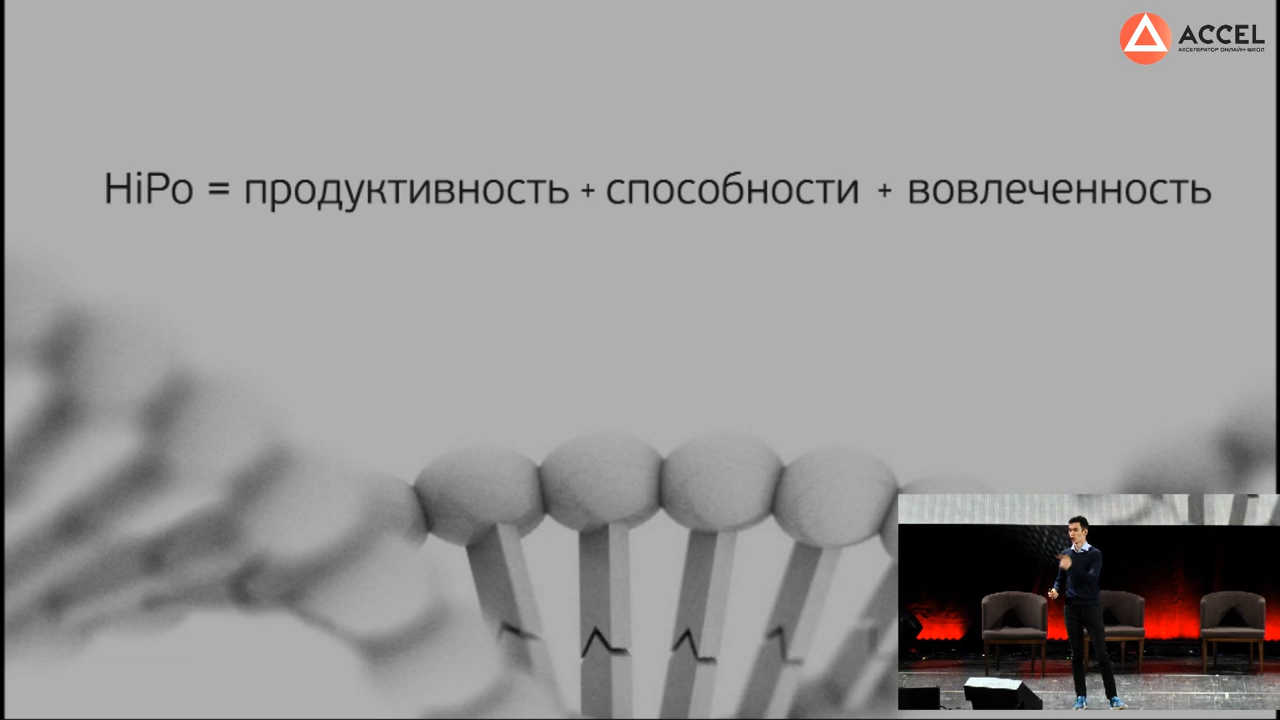 ACCEL
АКСЕЛЕРАТОР ОНЛАЙН-ШКОЛ
HiPo = продуктивность + способности + вовлеченность